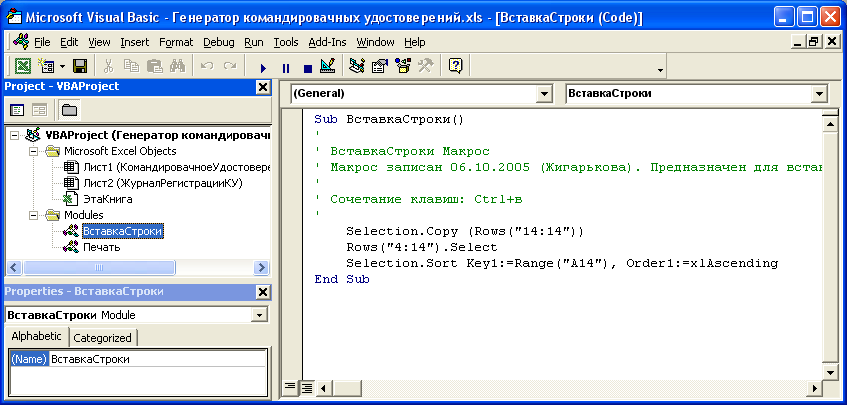 Microsoft Visual Basic - Генератор командировачных удостоверений.xls - [ВставкаСтроки (Code)]
File Edit View Insert Format Debug Run Tools Add-Ins Window Help
Project - VBAProject
VBAProject (Генератор командировач
Microsoft Excel Objects
Лист1 (КомандировачноеУдостовере
Лист2 (ЖурналРегистрацииКУ)
ЭтаКнига
Modules
ВставкаСтроки
Печать
Properties - ВставкаСтроки
ВставкаСтроки Module
Alphabetic Categorized
(Name) ВставкаСтроки
(General) ВставкаСтроки
Sub ВставкаСтроки()
'
' ВставкаСтроки Макрос
' Макрос записан 06.10.2005 (Жипарькова). Предназначен для встав
'
' Сочетание клавиш: Ctrl+в
'
Selection.Copy (Rows("14:14"))
Rows("4:14").Select
Selection.Sort Key1:=Range("A14"), Order1:=xlAscending
End Sub